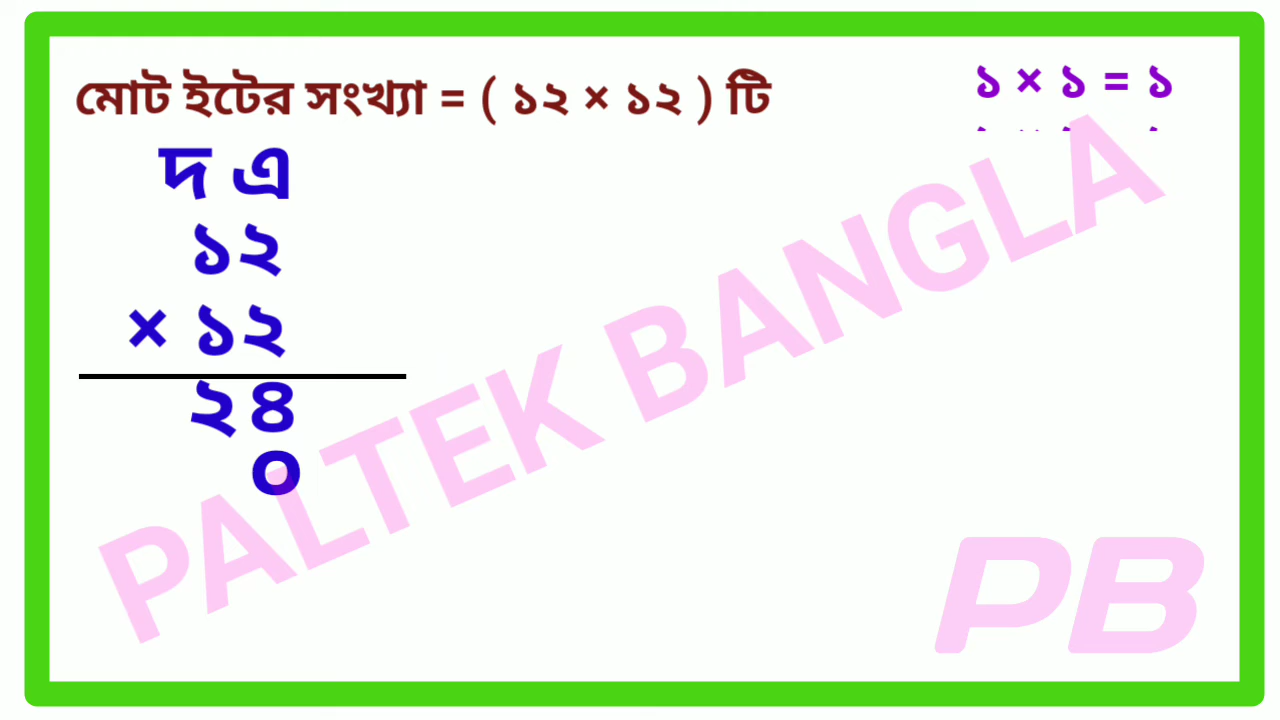 মোট ইটের সংখ্যা = ( ১২ × ১২ ) টি
১ × ১ = ১
দ এ
১২
× ১২
২৪
০
PALTEK BANGLA
PB